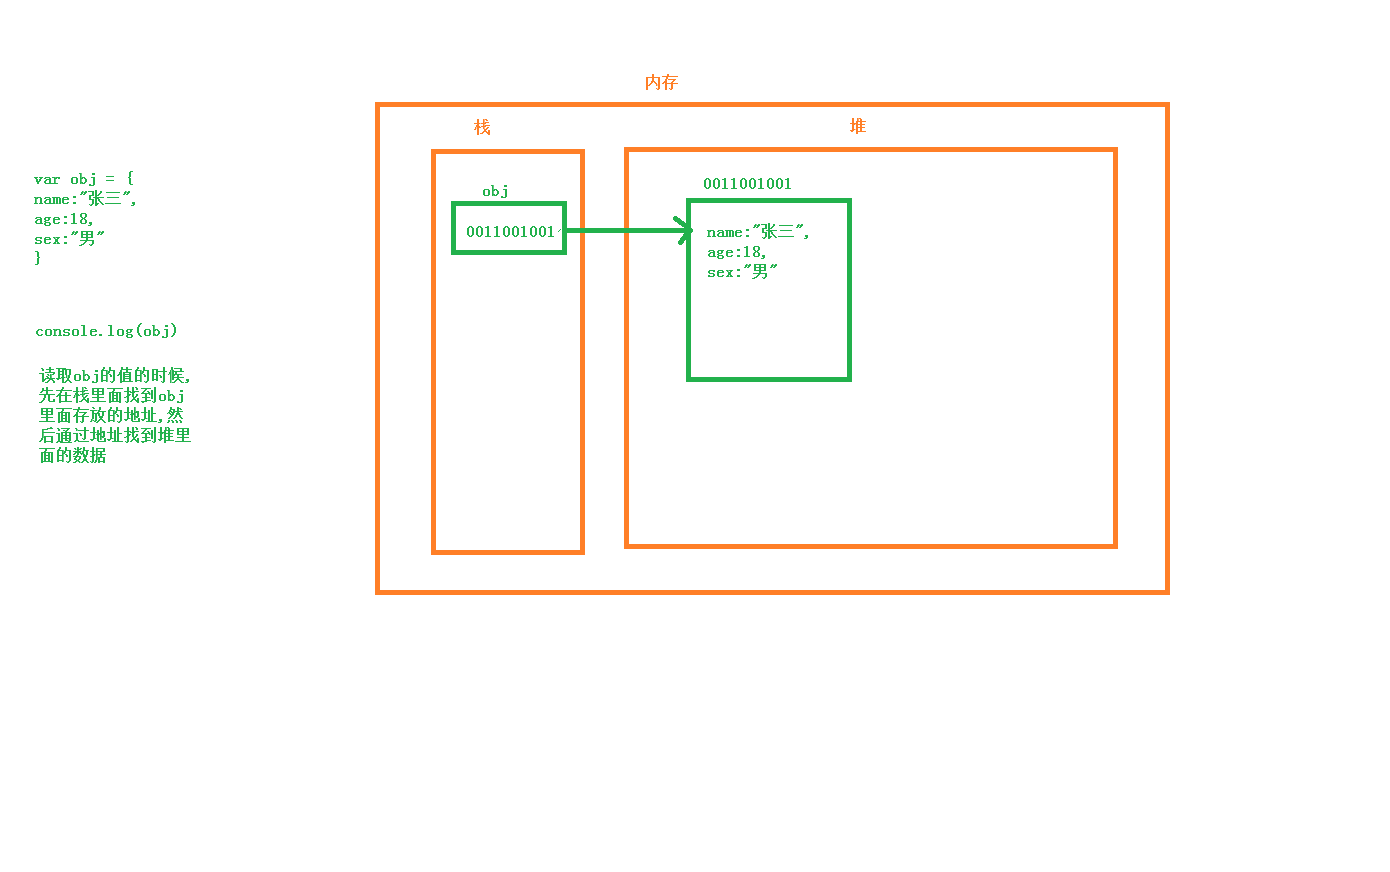 内存
栈
堆
var obj = {
name:"张三",
age:18,
sex:"男"
}
console.log(obj)
读取obj的值的时候,
先在栈里面找到obj
里面存放的地址,然
后通过地址找到堆里
面的数据
obj
0011001001
0011001001
name:"张三",
age:18,
sex:"男"